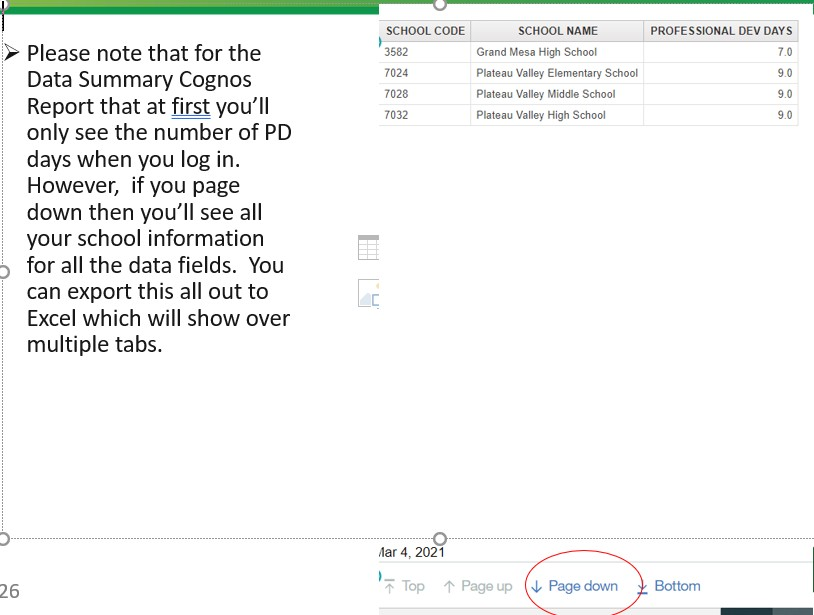 Please note that for the
Data Summary Cognos
Report that at first you’ll
only see the number of PD
days when you log in.
However,  if you page
down then you’ll see all
your school information
for all the data fields.  You
can export this all out to
Excel which will show over
multiple tabs.
SCHOOL CODE SCHOOL NAME PROFESSIONAL DEV DAYS
3582 Grand Mesa High School 7.0
7024 Plateau Valley Elementary School 9.0
7028 Plateau Valley Middle School 9.0
7032 Plateau Valley High School 9.0
Mar 4, 2021
Top Page up Page down Bottom
26